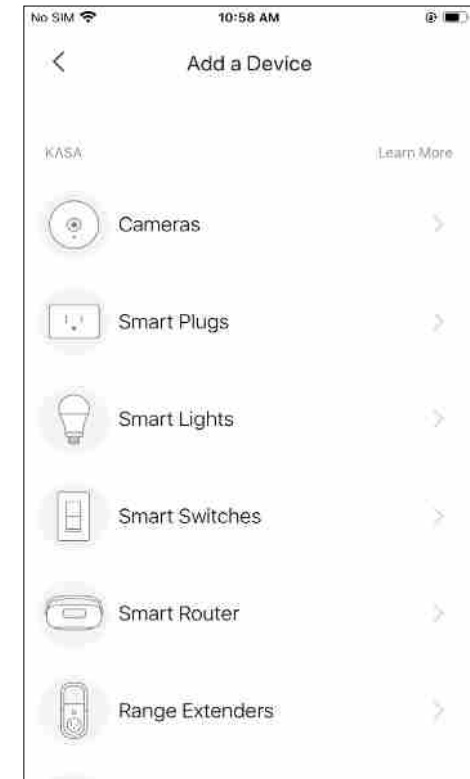 No SIM 10:58 AM
Add a Device
KASA Learn More
Cameras
Smart Plugs
Smart Lights
Smart Switches
Smart Router
Range Extenders